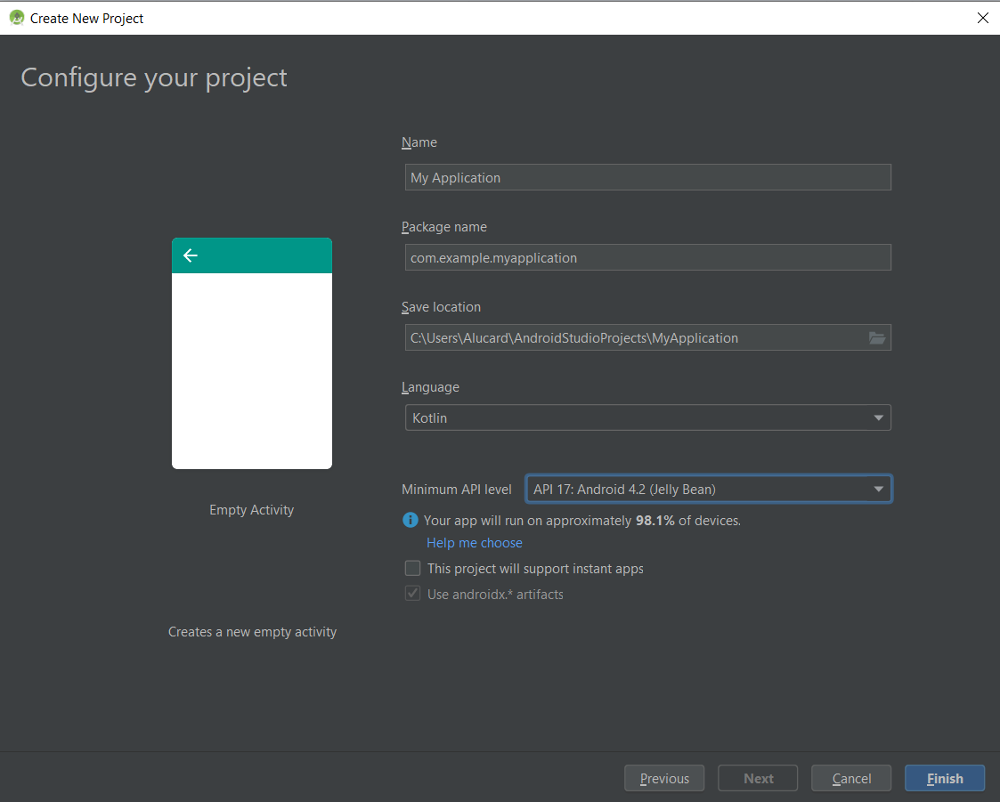 Create New Project
Configure your project
Name
My Application
Package name
com.example.myapplication
Save location
C:\Users\Alucard\AndroidStudioProjects\MyApplication
Language
Kotlin
Minimum API level API 17: Android 4.2 (Jelly Bean)
Your app will run on approximately 98.1% of devices.
Help me choose
This project will support instant apps
Use androidx.* artifacts
Empty Activity
Creates a new empty activity
Previous Next Cancel Finish